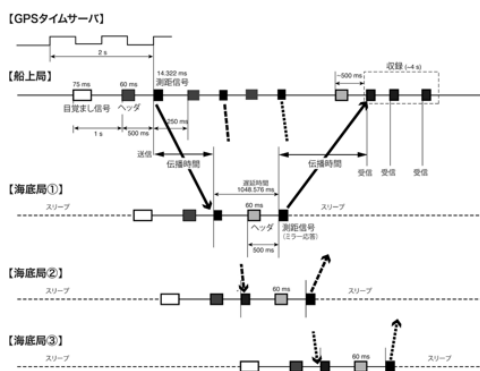 【GPSタイムサーバ】
2 s
【船上局】
14.322 ms
測距信号
~500 ms
収録 (~4 s)
75 ms
60 ms
目覚まし信号
ヘッダ
250 ms
1 s
500 ms
送信
伝播時間
遅延時間
1048.576 ms
伝播時間
受信
受信
受信
【海底局①】
スリープ
60 ms
ヘッダ
測距信号
(ミラー応答)
スリープ
500 ms
【海底局②】
スリープ
60 ms
スリープ
【海底局③】
スリープ
60 ms
スリープ